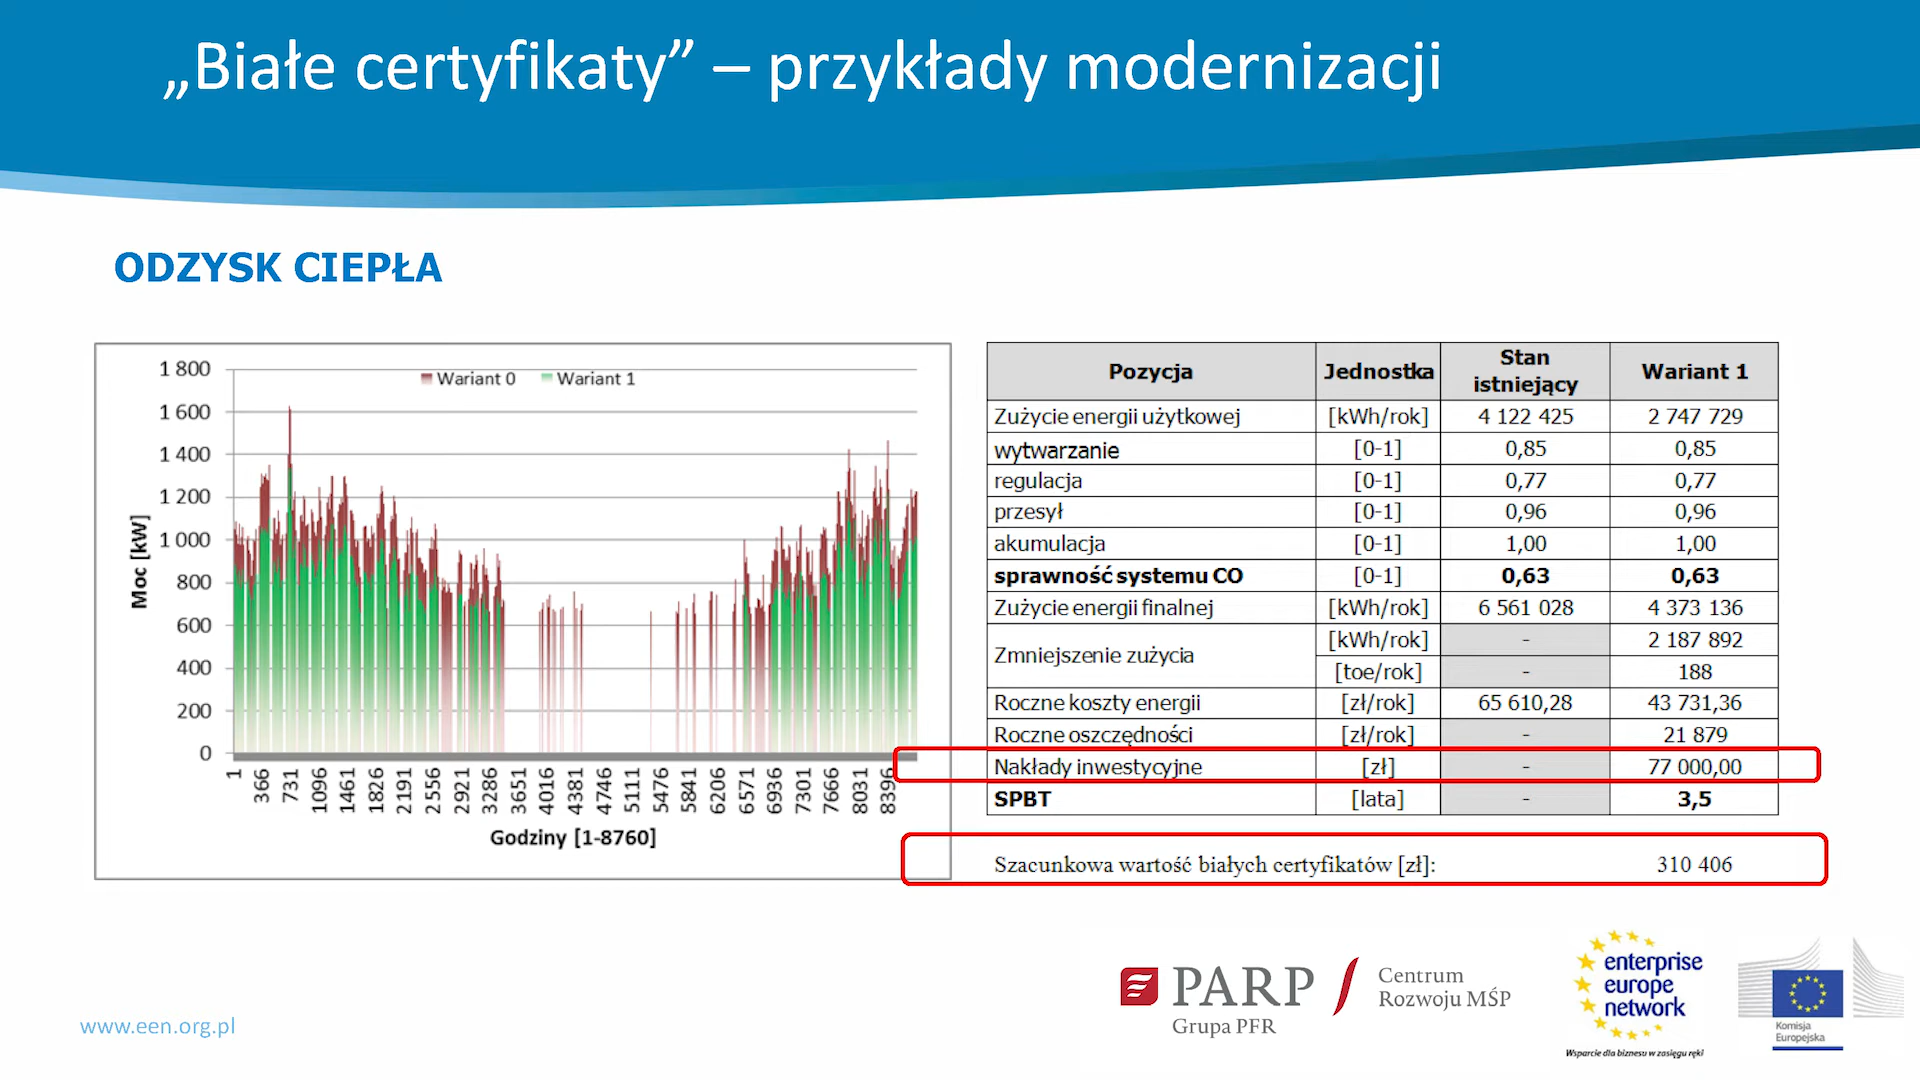 „Białe certyfikaty” – przykłady modernizacji
ODZYSK CIEPŁA
Wariant 0 Wariant 1
1 800
1 600
1 400
1 200
1 000
800
600
400
200
0
Moc [kW]
1 366 731 1096 1461 1826 2191 2556 2921 3286 3651 4016 4381 4746 5111 5476 5841 6206 6571 6936 7301 7666 8031 8396
Godziny [1-8760]
Pozycja Jednostka Stan istniejący Wariant 1
Zużycie energii użytkowej [kWh/rok] 4 122 425 2 747 729
wytwarzanie [0-1] 0,85 0,85
regulacja [0-1] 0,77 0,77
przesył [0-1] 0,96 0,96
akumulacja [0-1] 1,00 1,00
sprawność systemu CO [0-1] 0,63 0,63
Zużycie energii finalnej [kWh/rok] 6 561 028 4 373 136
Zmniejszenie zużycia [kWh/rok] - 2 187 892
[toe/rok] - 188
Roczne koszty energii [zł/rok] 65 610,28 43 731,36
Roczne oszczędności [zł/rok] - 21 879
Nakłady inwestycyjne [zł] - 77 000,00
SPBT [lata] - 3,5
Szacunkowa wartość białych certyfikatów [zł]: 310 406
www.een.org.pl
PARP
Grupa PFR
Centrum
Rozwoju MŚP
enterprise
europe
network
Wsparcie dla biznesu w zasięgu ręki
Komisja
Europejska